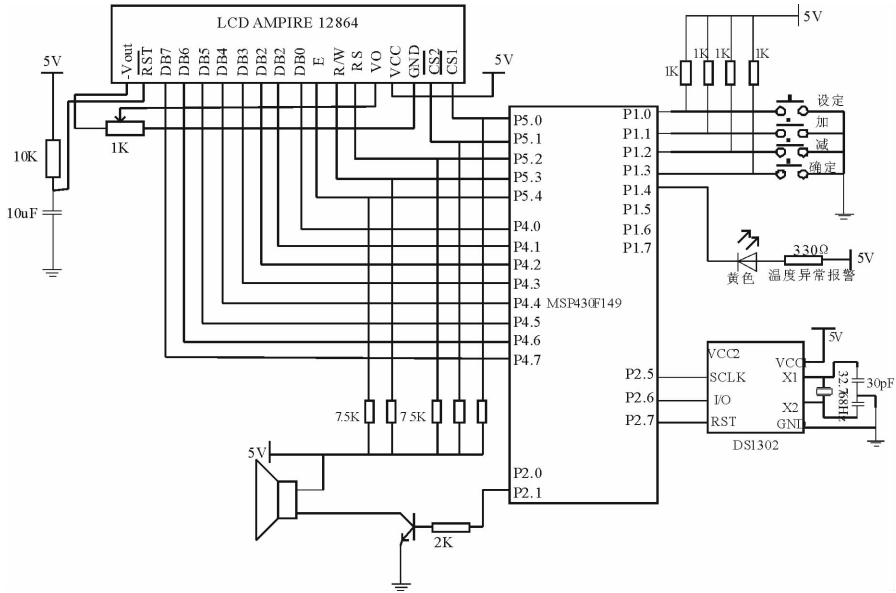 LCD AMPIRE 12864
-Vout RST DB7 DB6 DB5 DB4 DB3 DB2 DB2 DB0 E R/W RS VO VCC GND CS2 CS1
5V
5V
5V
1K 1K 1K 1K
10K
1K
10uF
P5.0
P5.1
P5.2
P5.3
P5.4
P4.0
P4.1
P4.2
P4.3
P4.4
P4.5
P4.6
P4.7
P2.0
P2.1
MSP430F149
P1.0
P1.1
P1.2
P1.3
P1.4
P1.5
P1.6
P1.7
P2.5
P2.6
P2.7
设定
加
减
确定
330Ω
5V
黄色
温度异常报警
5V
VCC2
VCC1
SCLK
X1
I/O
X2
RST
GND
32.768Hz
30pF
DS1302
7.5K
7.5K
5V
2K